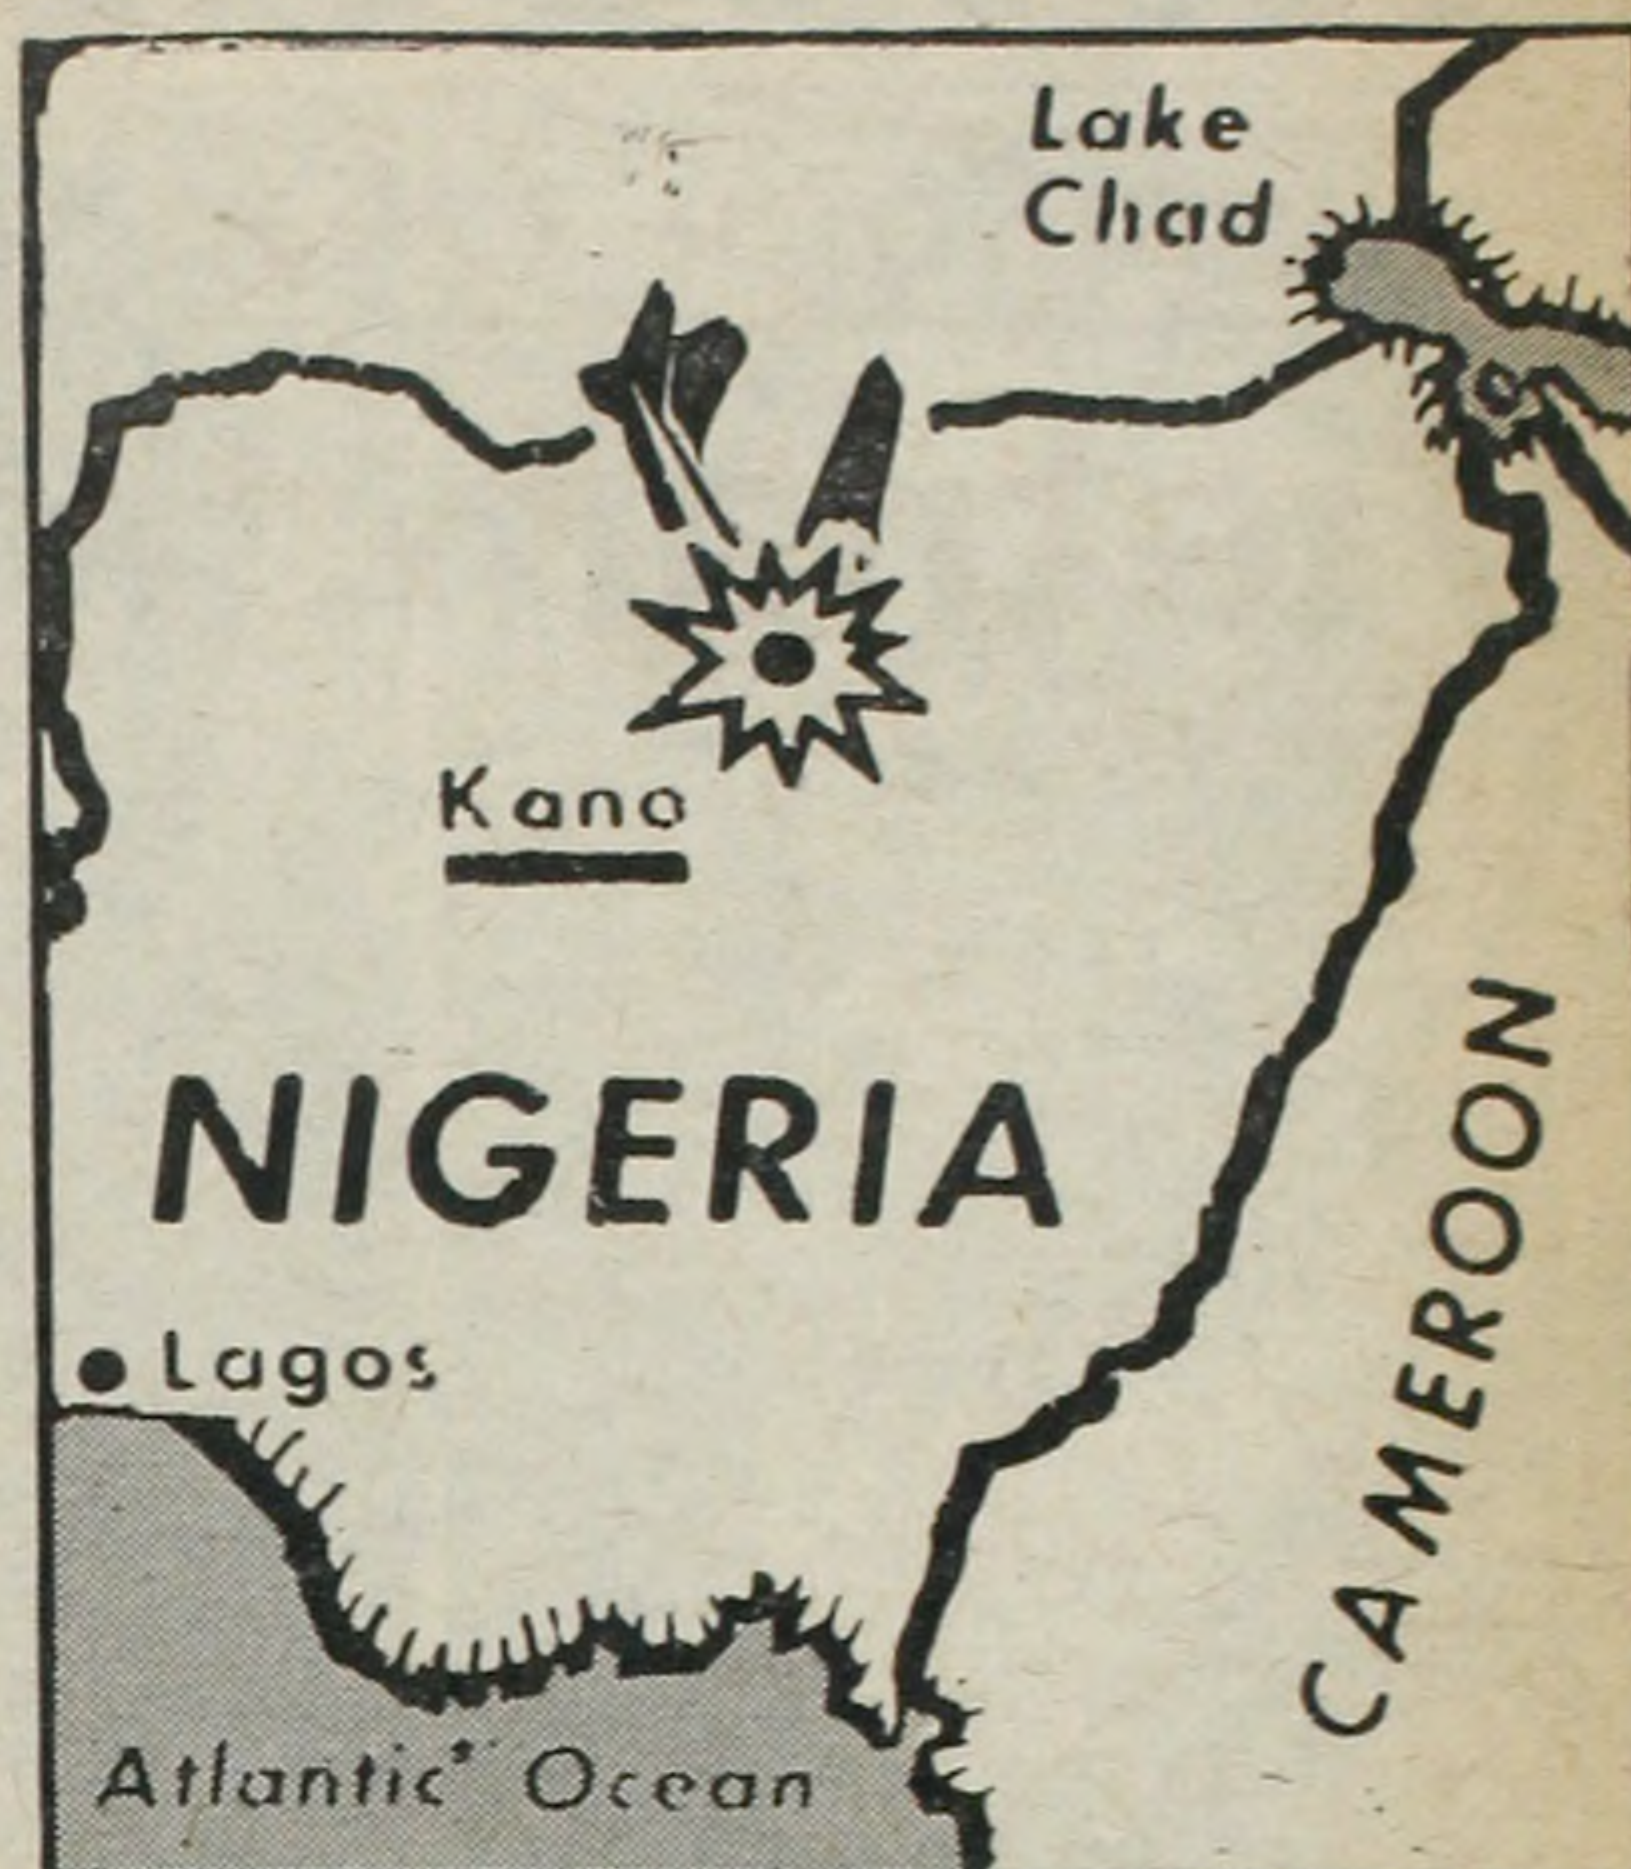 Lake
Chad
Kano
NIGERIA
CAMEROON
Lagos
Atlantic Ocean